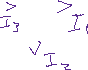 > >
I₃ I₁
∨ I₂